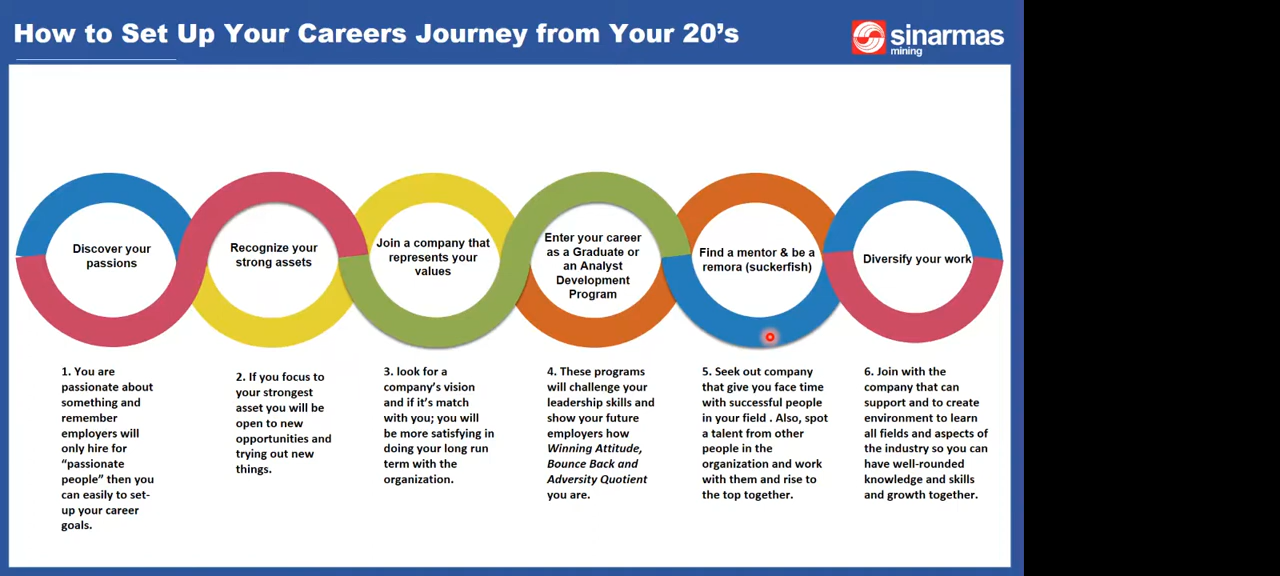 How to Set Up Your Careers Journey from Your 20's
sinarmas
mining
Discover your
passions
Recognize your
strong assets
Join a company that
represents your
values
Enter your career
as a Graduate or
an Analyst
Development
Program
Find a mentor & be a
remora (suckerfish)
Diversify your work
1. You are
passionate about
something and
remember
employers will
only hire for
“passionate
people” then you
can easily to set-
up your career
goals.
2. If you focus to
your strongest
asset you will be
open to new
opportunities and
trying out new
things.
3. look for a
company's vision
and if it's match
with you; you will
be more satisfying in
doing your long run
term with the
organization.
4. These programs
will challenge your
leadership skills and
show your future
employers how
Winning Attitude,
Bounce Back and
Adversity Quotient
you are.
5. Seek out company
that give you face time
with successful people
in your field . Also, spot
a talent from other
people in the
organization and work
with them and rise to
the top together.
6. Join with the
company that can
support and to create
environment to learn
all fields and aspects of
the industry so you can
have well-rounded
knowledge and skills
and growth together.